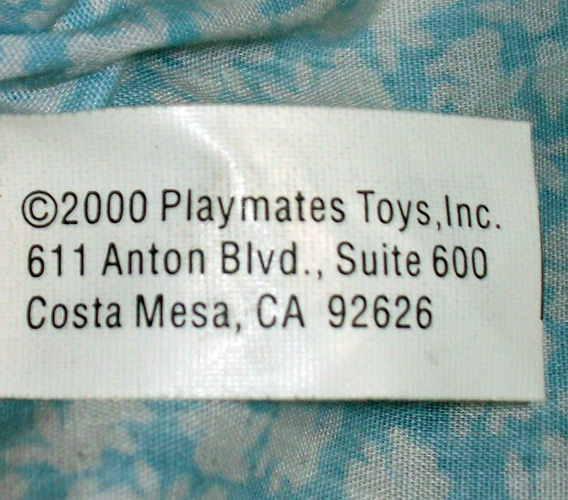 ©2000 Playmates Toys,Inc.
611 Anton Blvd., Suite 600
Costa Mesa, CA 92626